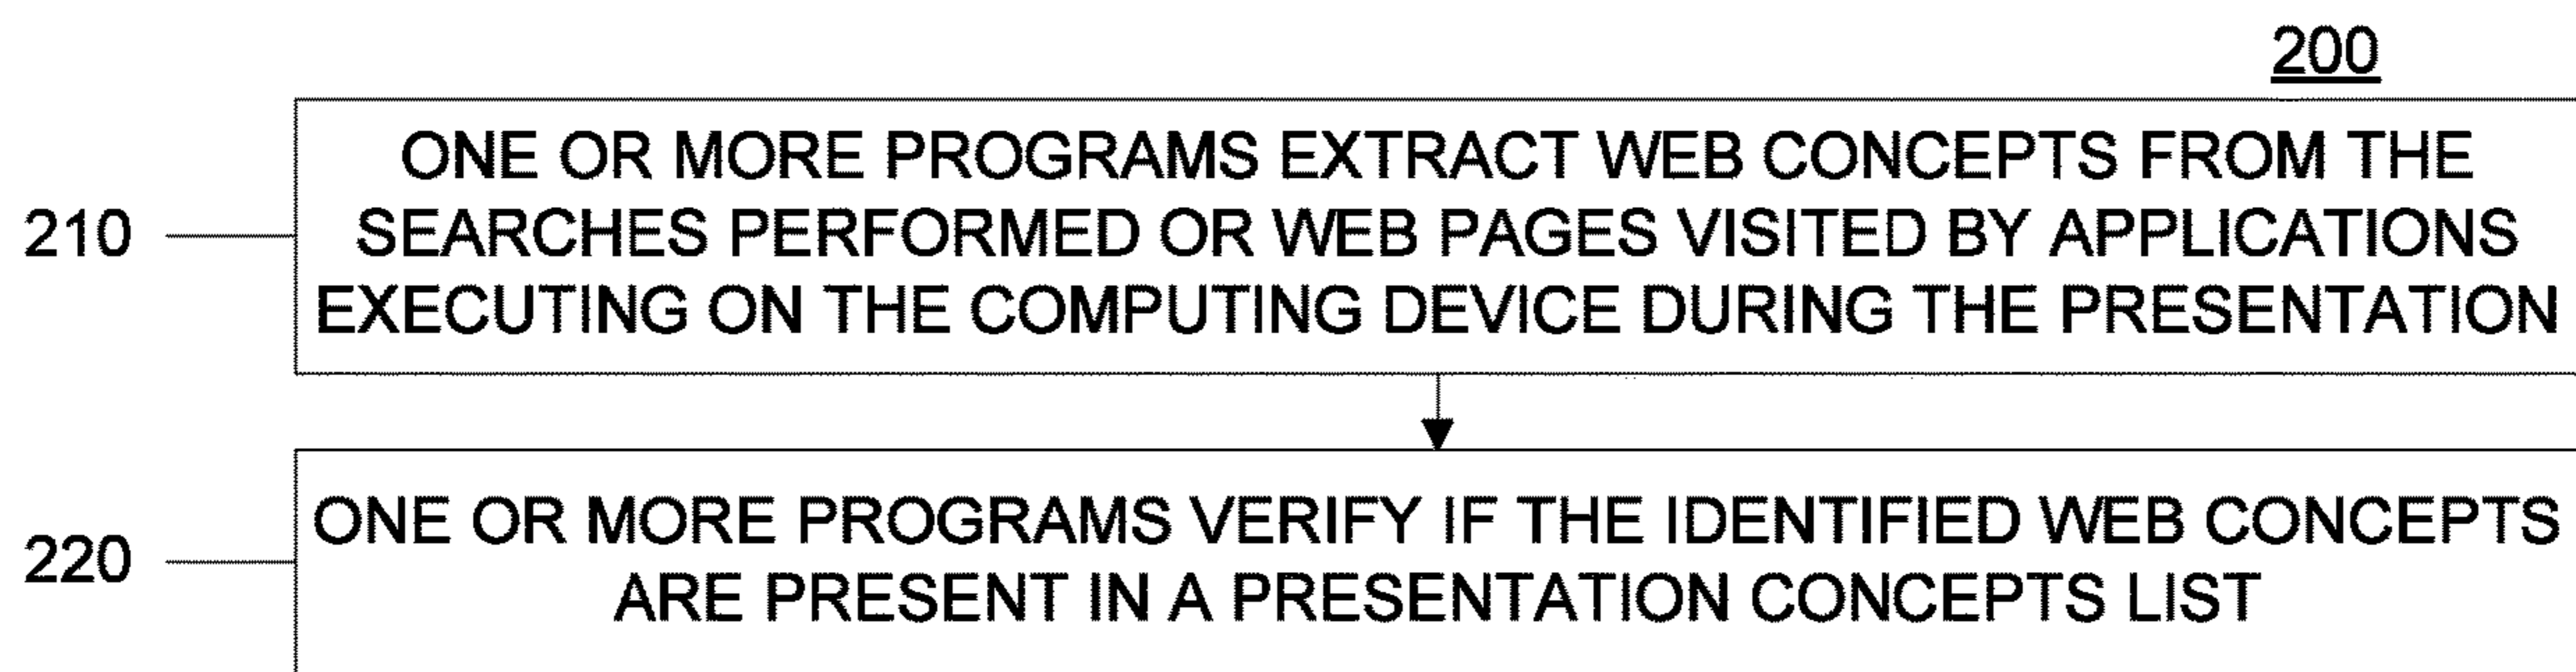 200
210
ONE OR MORE PROGRAMS EXTRACT WEB CONCEPTS FROM THE
SEARCHES PERFORMED OR WEB PAGES VISITED BY APPLICATIONS
EXECUTING ON THE COMPUTING DEVICE DURING THE PRESENTATION
220
ONE OR MORE PROGRAMS VERIFY IF THE IDENTIFIED WEB CONCEPTS
ARE PRESENT IN A PRESENTATION CONCEPTS LIST